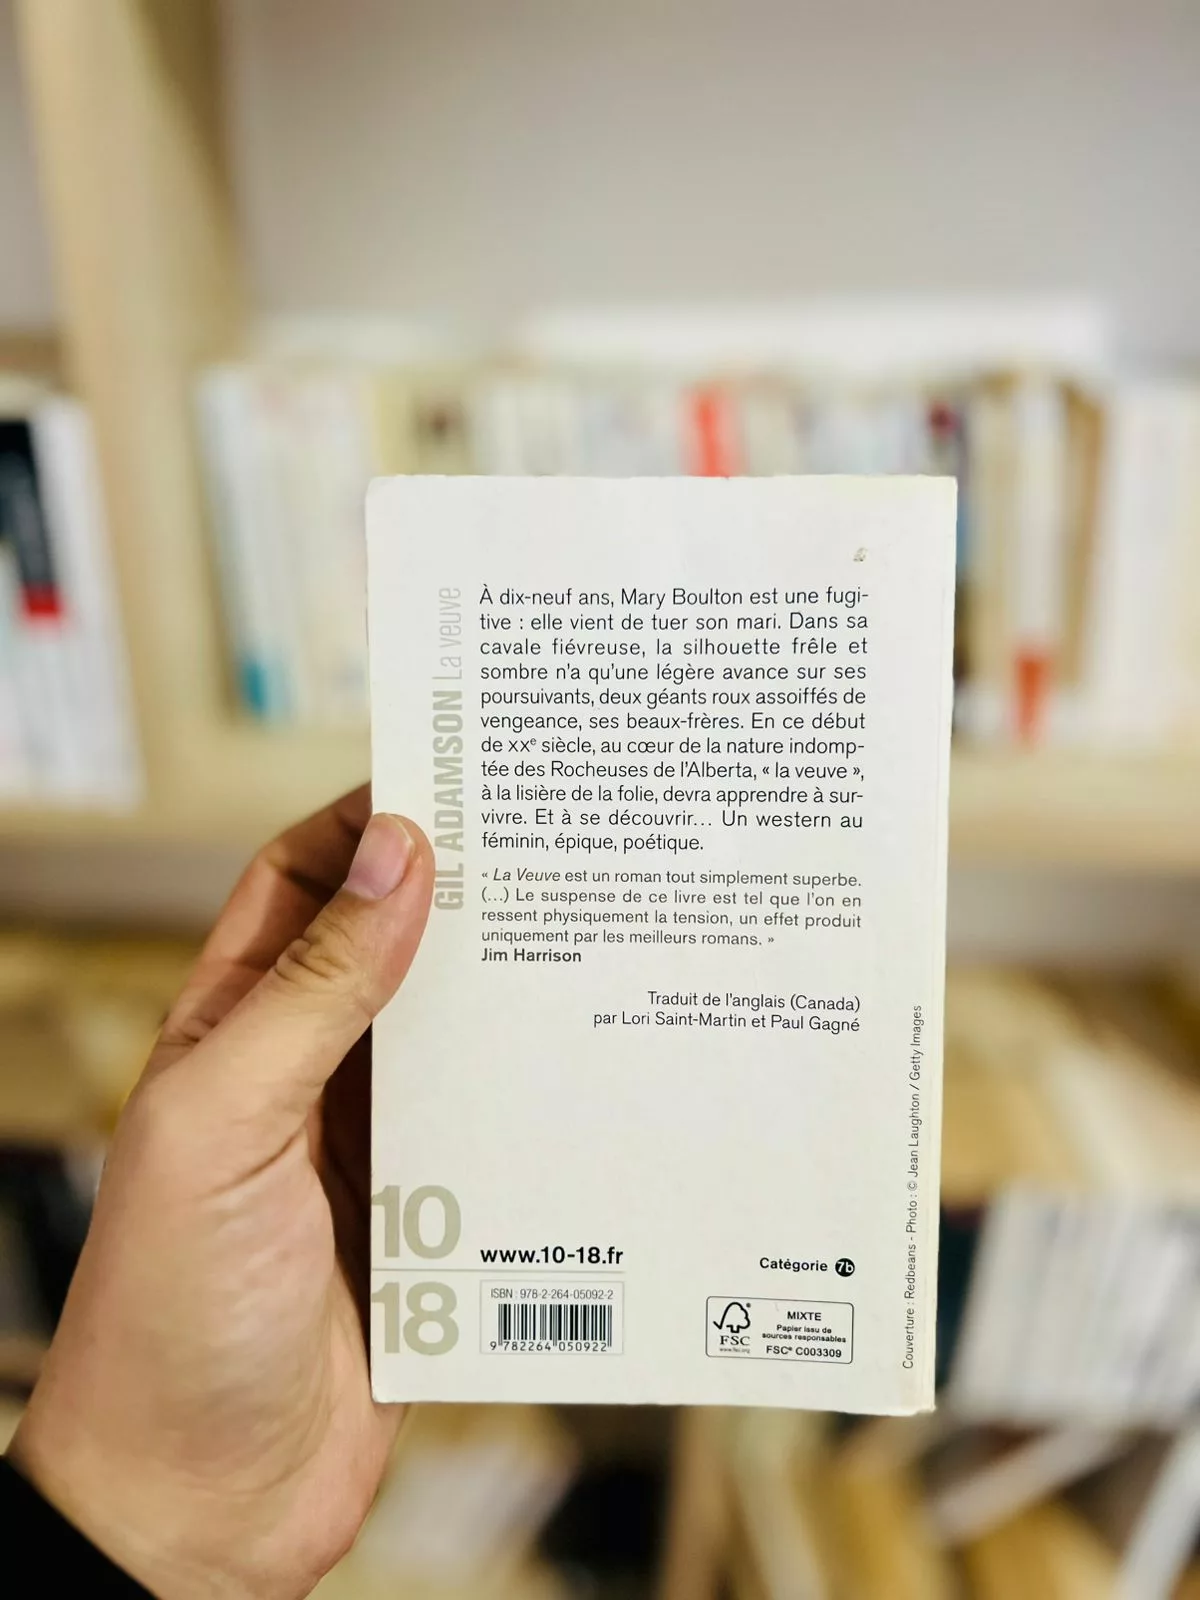 À dix-neuf ans, Mary Boulton est une fugi-
tive : elle vient de tuer son mari. Dans sa
cavale fiévreuse, la silhouette frêle et
sombre n'a qu'une légère avance sur ses
poursuivants, deux géants roux assoiffés de
vengeance, ses beaux-frères. En ce début
de XXe siècle, au cœur de la nature indomp-
tée des Rocheuses de l'Alberta, « la veuve »,
à la lisière de la folie, devra apprendre à sur-
vivre. Et à se découvrir... Un western au
féminin, épique, poétique.
« La Veuve est un roman tout simplement superbe.
(...) Le suspense de ce livre est tel que l'on en
ressent physiquement la tension, un effet produit
uniquement par les meilleurs romans. »
Jim Harrison
Traduit de l'anglais (Canada)
par Lori Saint-Martin et Paul Gagné
GIL ADAMSON La veuve
10
18
www.10-18.fr
ISBN : 978-2-264-05092-2
9 782264 050922
Catégorie 7b
FSC
www.fsc.org
MIXTE
Papier issu de
sources responsables
FSC® C003309
Couverture : Redbeans - Photo : © Jean Laughton / Getty Images